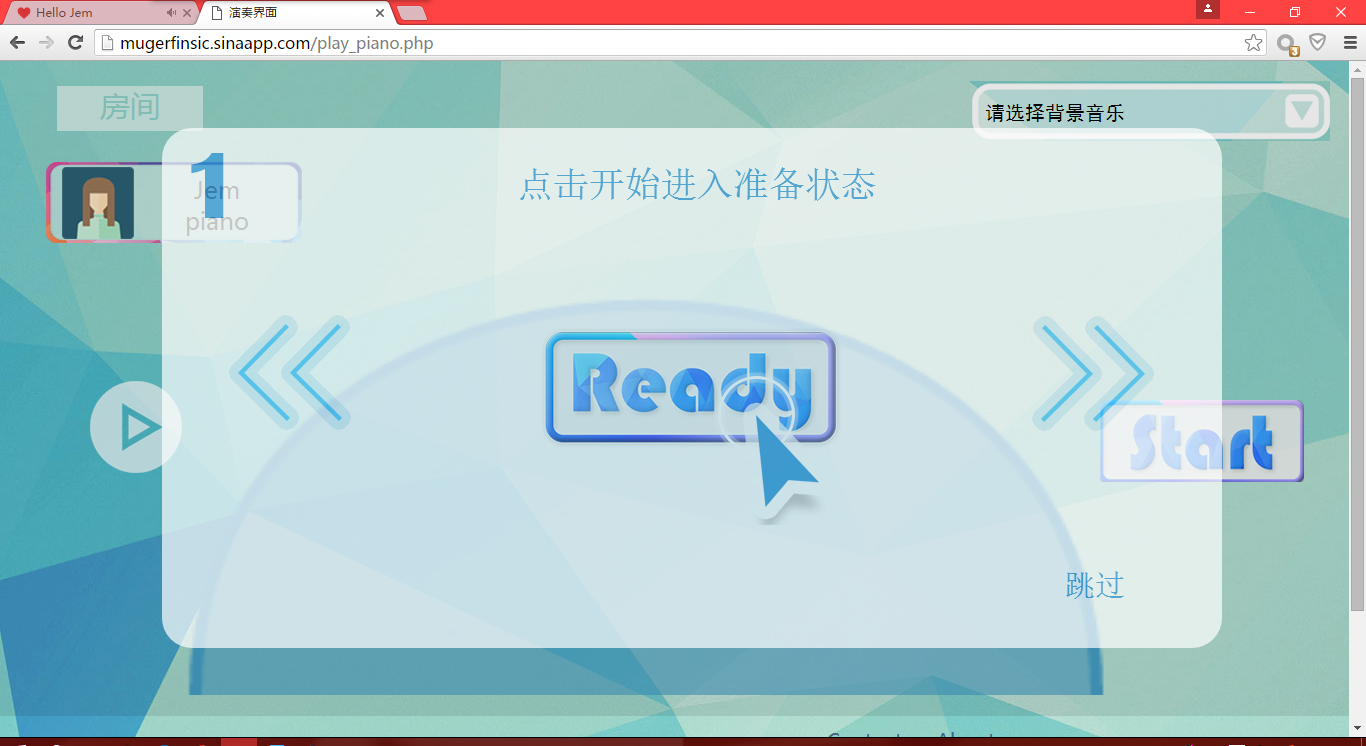 Hello Jem
演奏界面
mugerfinsic.sinaapp.com/play_piano.php
3
房间
请选择背景音乐
1
点击开始进入准备状态
Jem
piano
Ready
Start
跳过